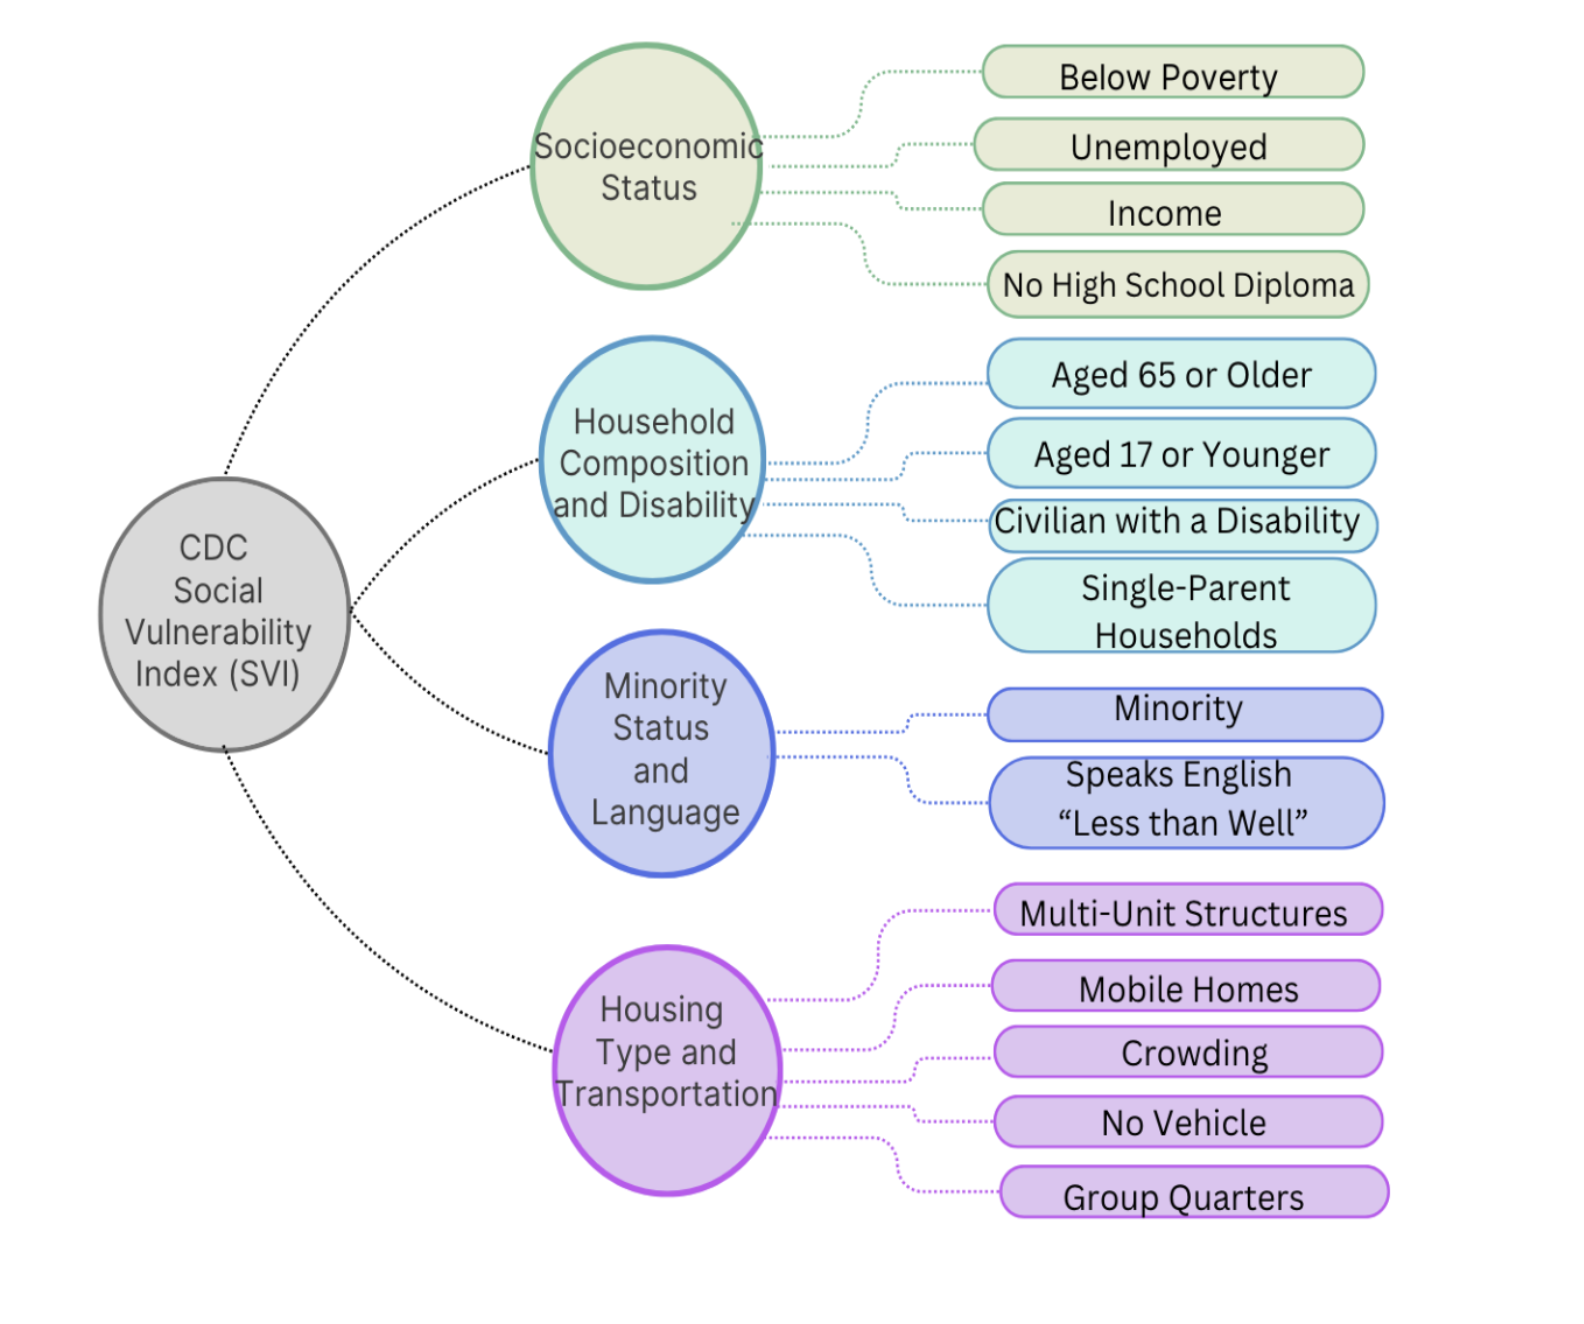 CDC
Social
Vulnerability
Index (SVI)
Socioeconomic
Status
Below Poverty
Unemployed
Income
No High School Diploma
Household
Composition
and Disability
Aged 65 or Older
Aged 17 or Younger
Civilian with a Disability
Single-Parent
Households
Minority
Status
and
Language
Minority
Speaks English
“Less than Well”
Housing
Type and
Transportation
Multi-Unit Structures
Mobile Homes
Crowding
No Vehicle
Group Quarters